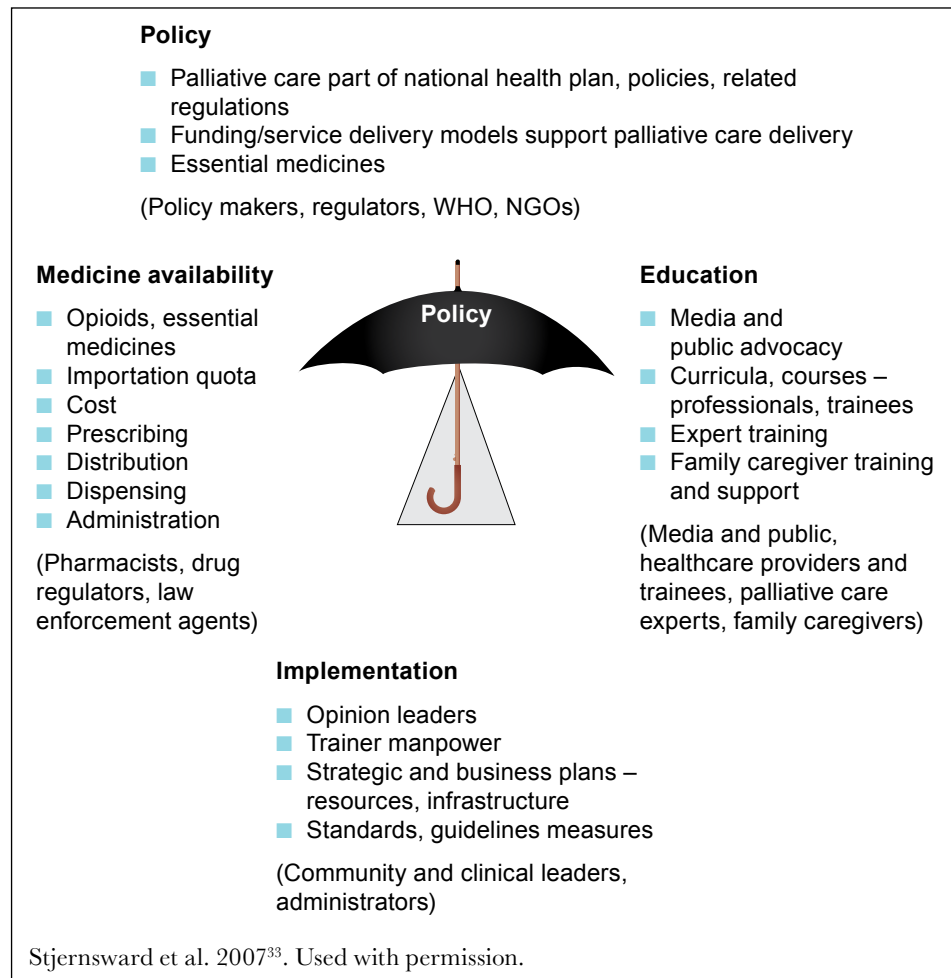 Policy
Palliative care part of national health plan, policies, related
regulations
Funding/service delivery models support palliative care delivery
Essential medicines
(Policy makers, regulators, WHO, NGOs)
Medicine availability
Opioids, essential
medicines
Importation quota
Cost
Prescribing
Distribution
Dispensing
Administration
(Pharmacists, drug
regulators, law
enforcement agents)
Policy
Education
Media and
public advocacy
Curricula, courses –
professionals, trainees
Expert training
Family caregiver training
and support
(Media and public,
healthcare providers and
trainees, palliative care
experts, family caregivers)
Implementation
Opinion leaders
Trainer manpower
Strategic and business plans –
resources, infrastructure
Standards, guidelines measures
(Community and clinical leaders,
administrators)
Stjernsward et al. 2007³³. Used with permission.